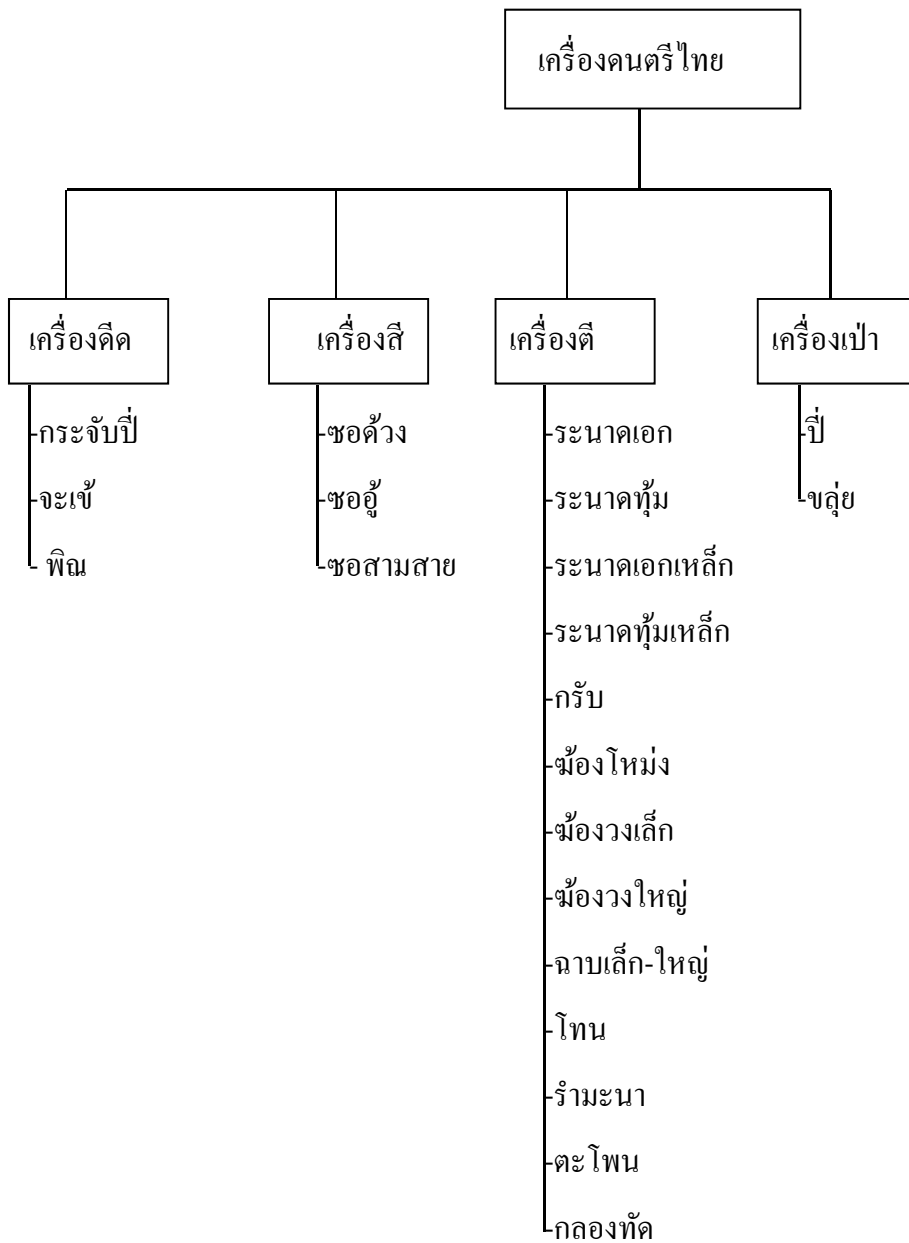 เครื่องดนตรีไทย
เครื่องดีด
-กระจับปี่
-จะเข้
- พิณ
เครื่องสี
-ซอด้วง
-ซออู้
-ซอสามสาย
เครื่องตี
-ระนาดเอก
-ระนาดทุ้ม
-ระนาดเอกเหล็ก
-ระนาดทุ้มเหล็ก
-กรับ
-ฆ้องโหม่ง
-ฆ้องวงเล็ก
-ฆ้องวงใหญ่
-ฉาบเล็ก-ใหญ่
-โทน
-รำมะนา
-ตะโพน
-กลองทัด
เครื่องเป่า
-ปี่
-ขลุ่ย